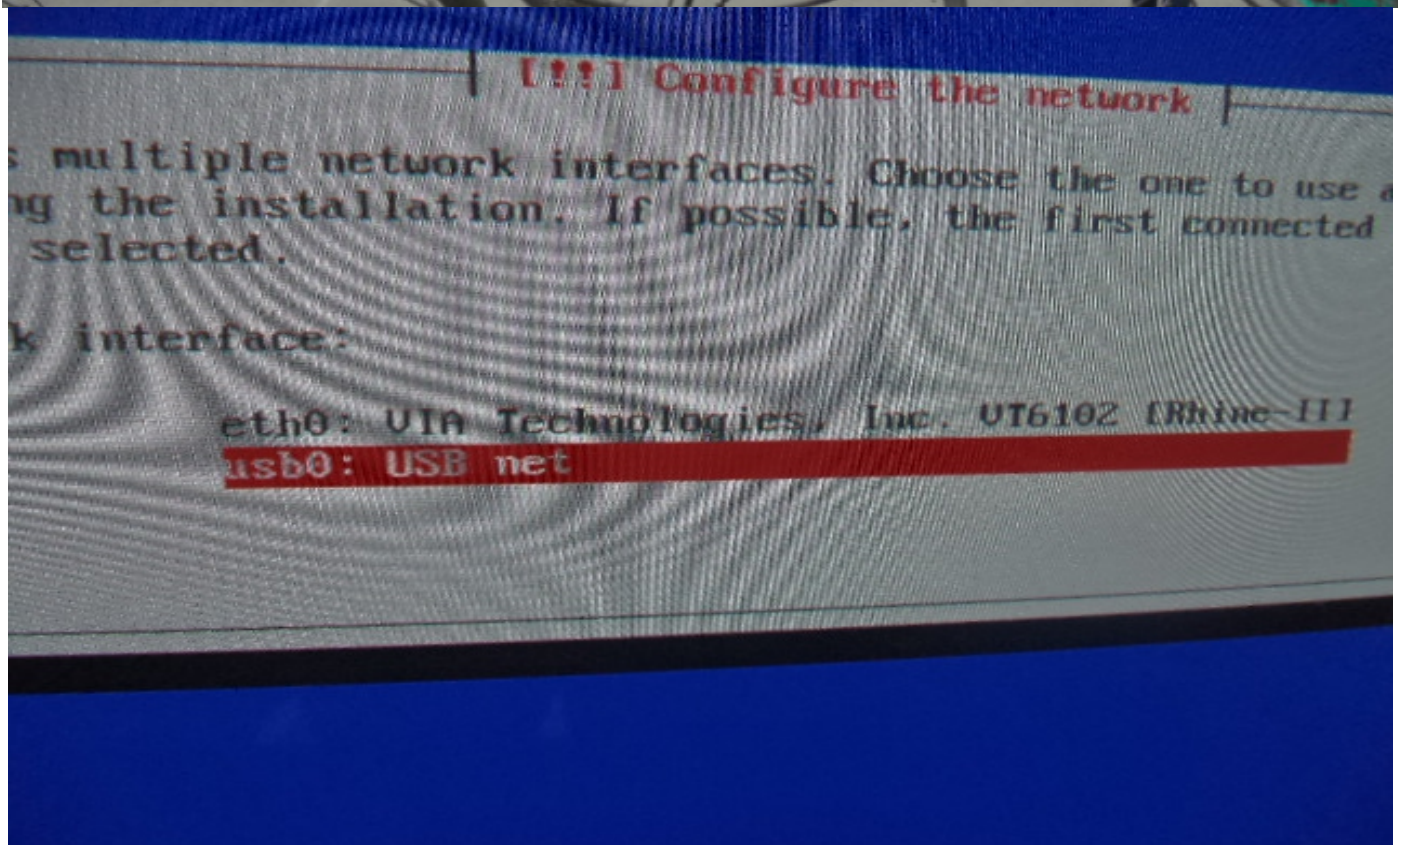 [!!] Configure the network
multiple network interfaces. Choose the one to use
the installation. If possible, the first connected
selected.
k interface:
eth0: VIA Technologies, Inc. VT6102 [Rhine-II]
usb0: USB net